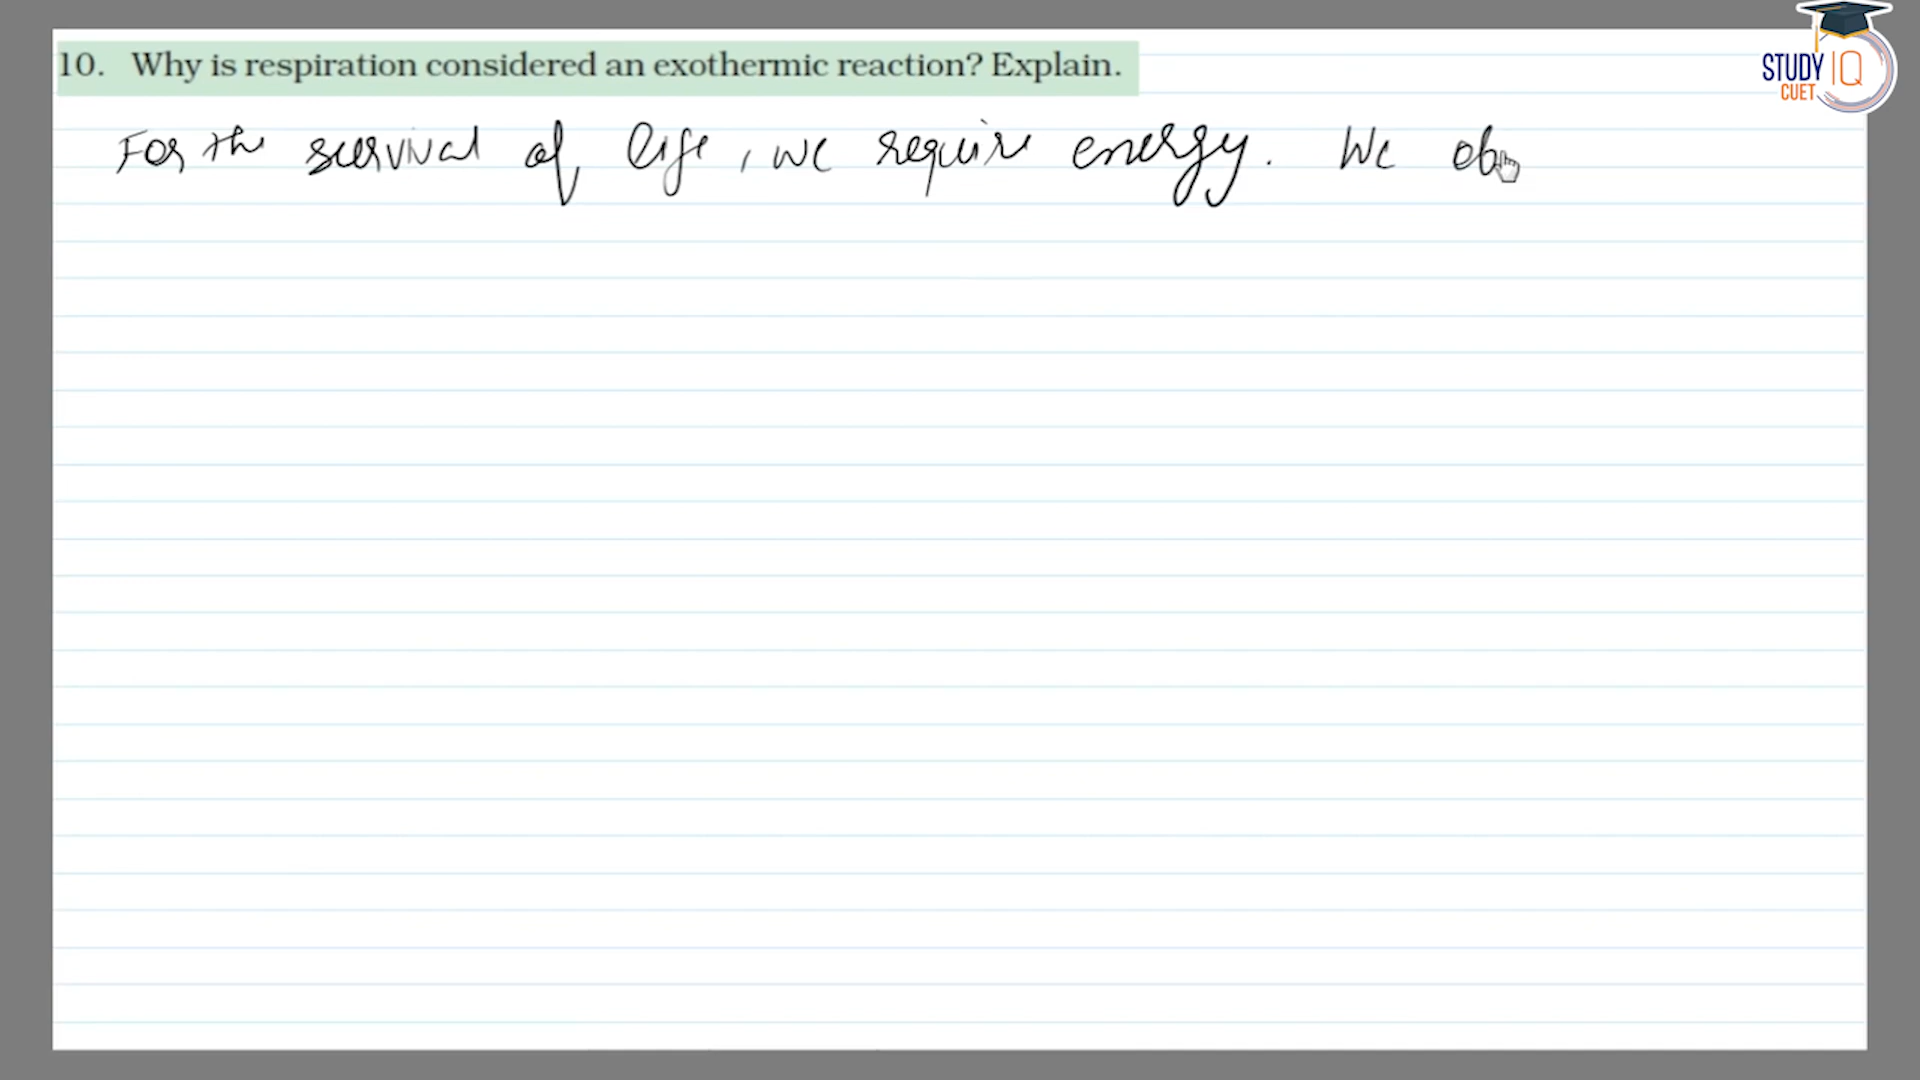 10. Why is respiration considered an exothermic reaction? Explain.
STUDY IQ
CUET
For the survival of life, we require energy. We ob